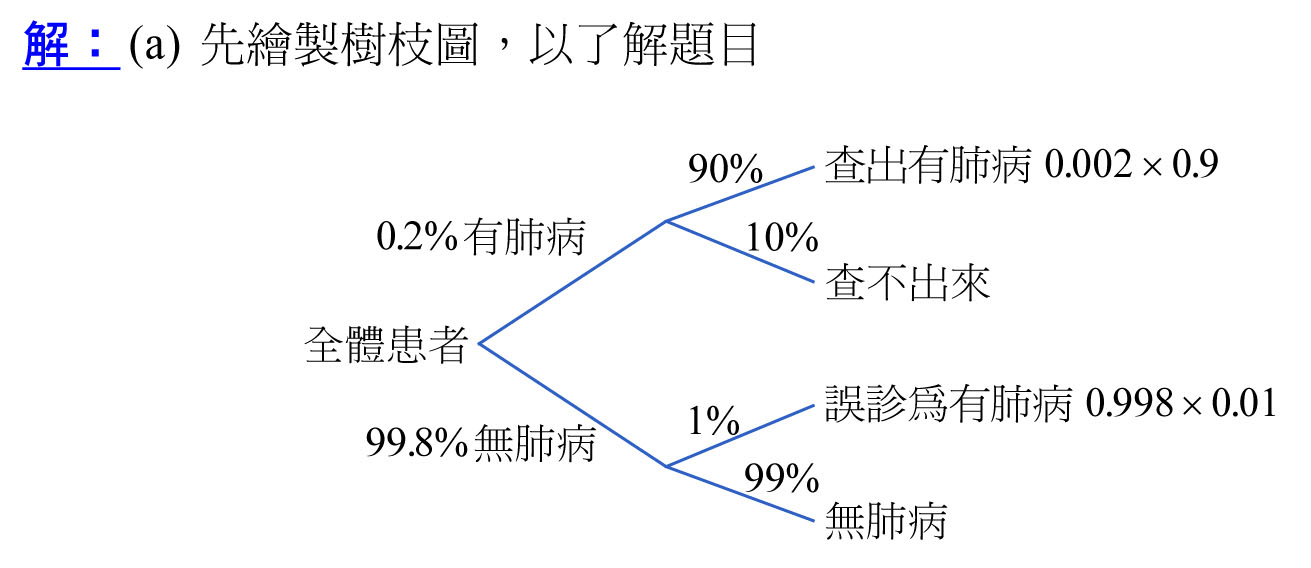 解：(a) 先繪製樹枝圖，以了解題目
90%
查出有肺病 0.002 × 0.9
0.2%有肺病
10%
查不出來
全體患者
1%
誤診爲有肺病 0.998 × 0.01
99.8%無肺病
99%
無肺病